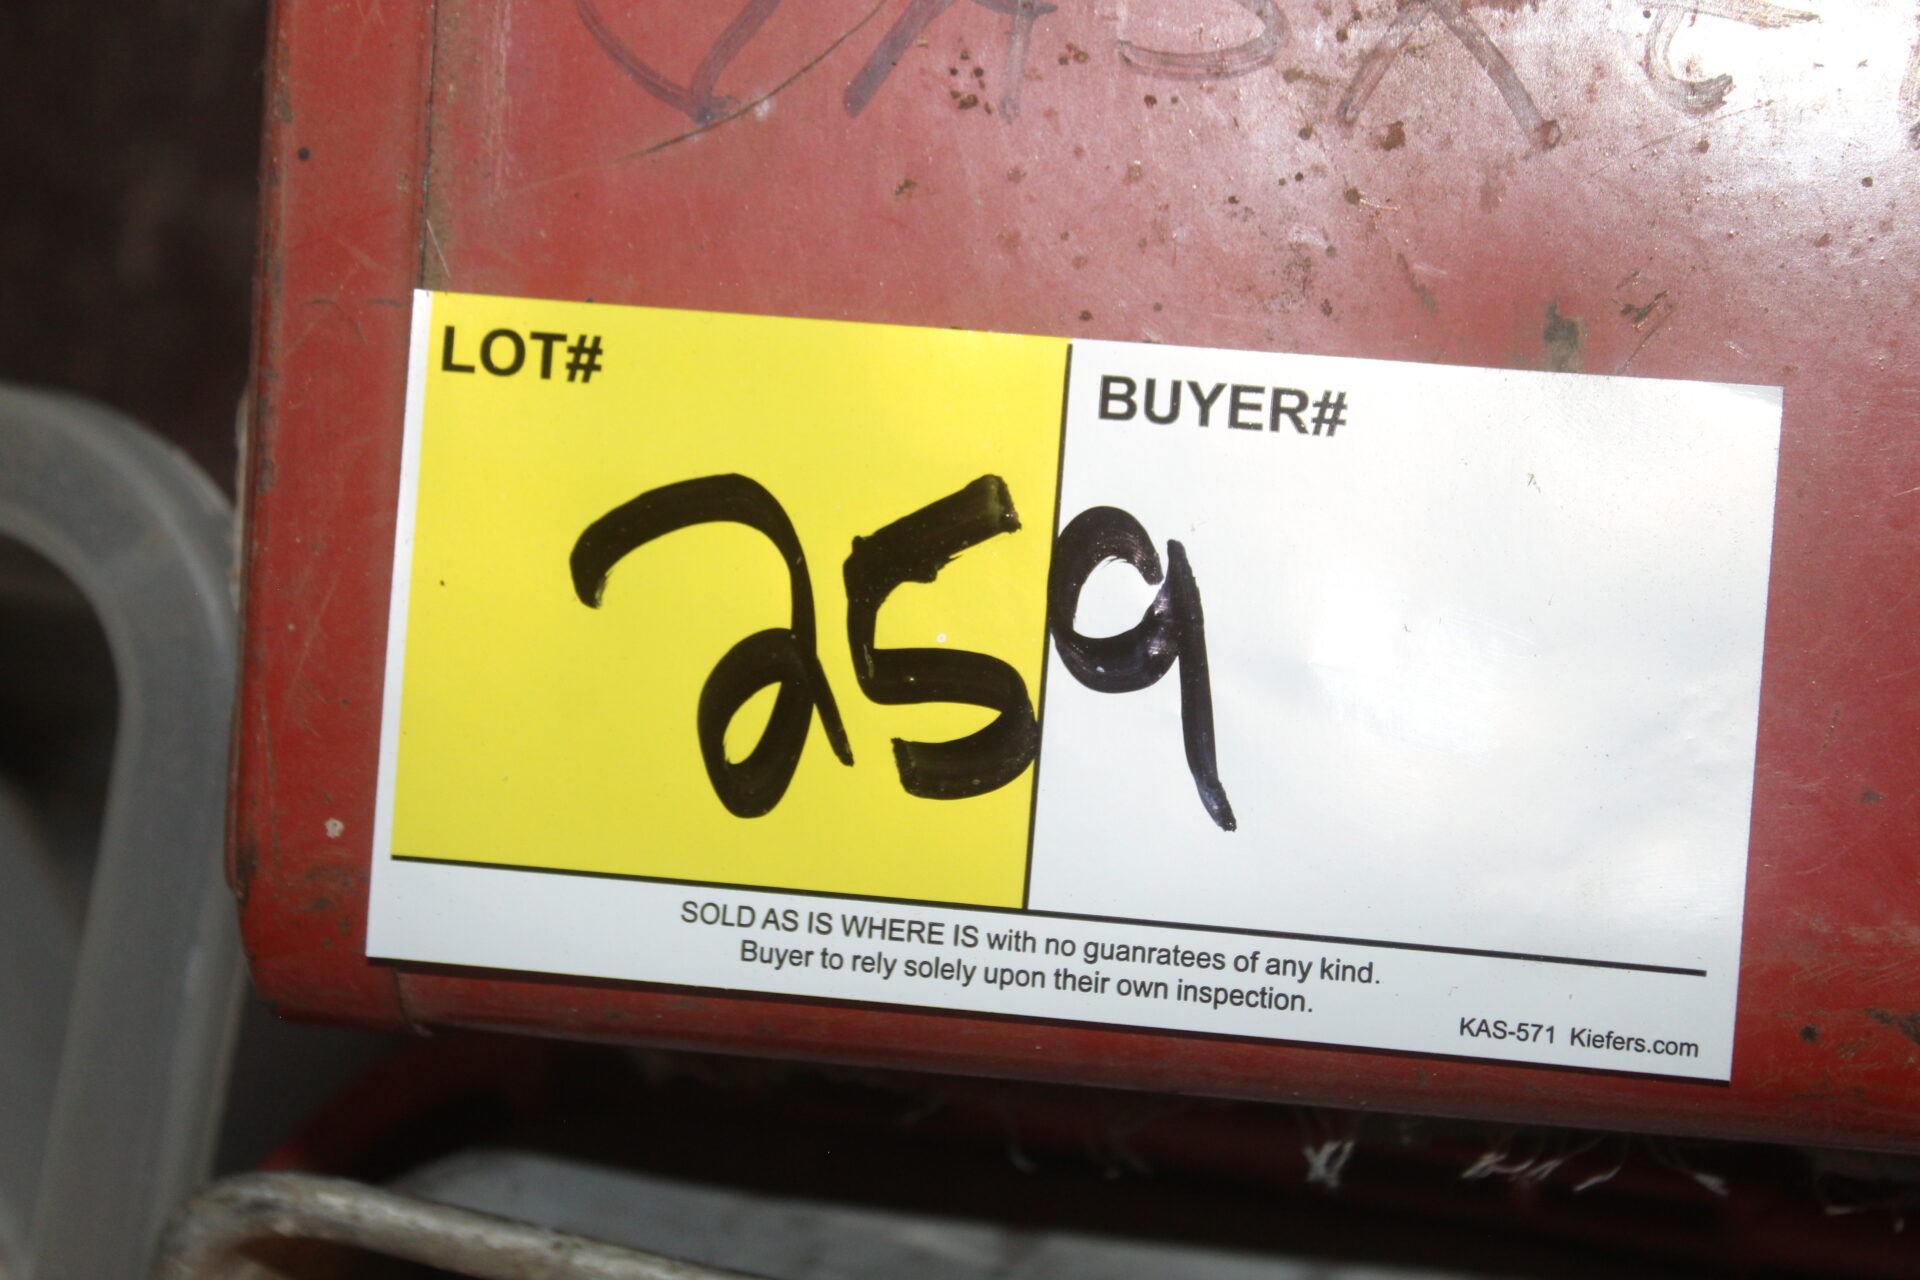 LOT#
BUYER#
259
SOLD AS IS WHERE IS with no guanratees of any kind.
Buyer to rely solely upon their own inspection.
KAS-571 Kiefers.com